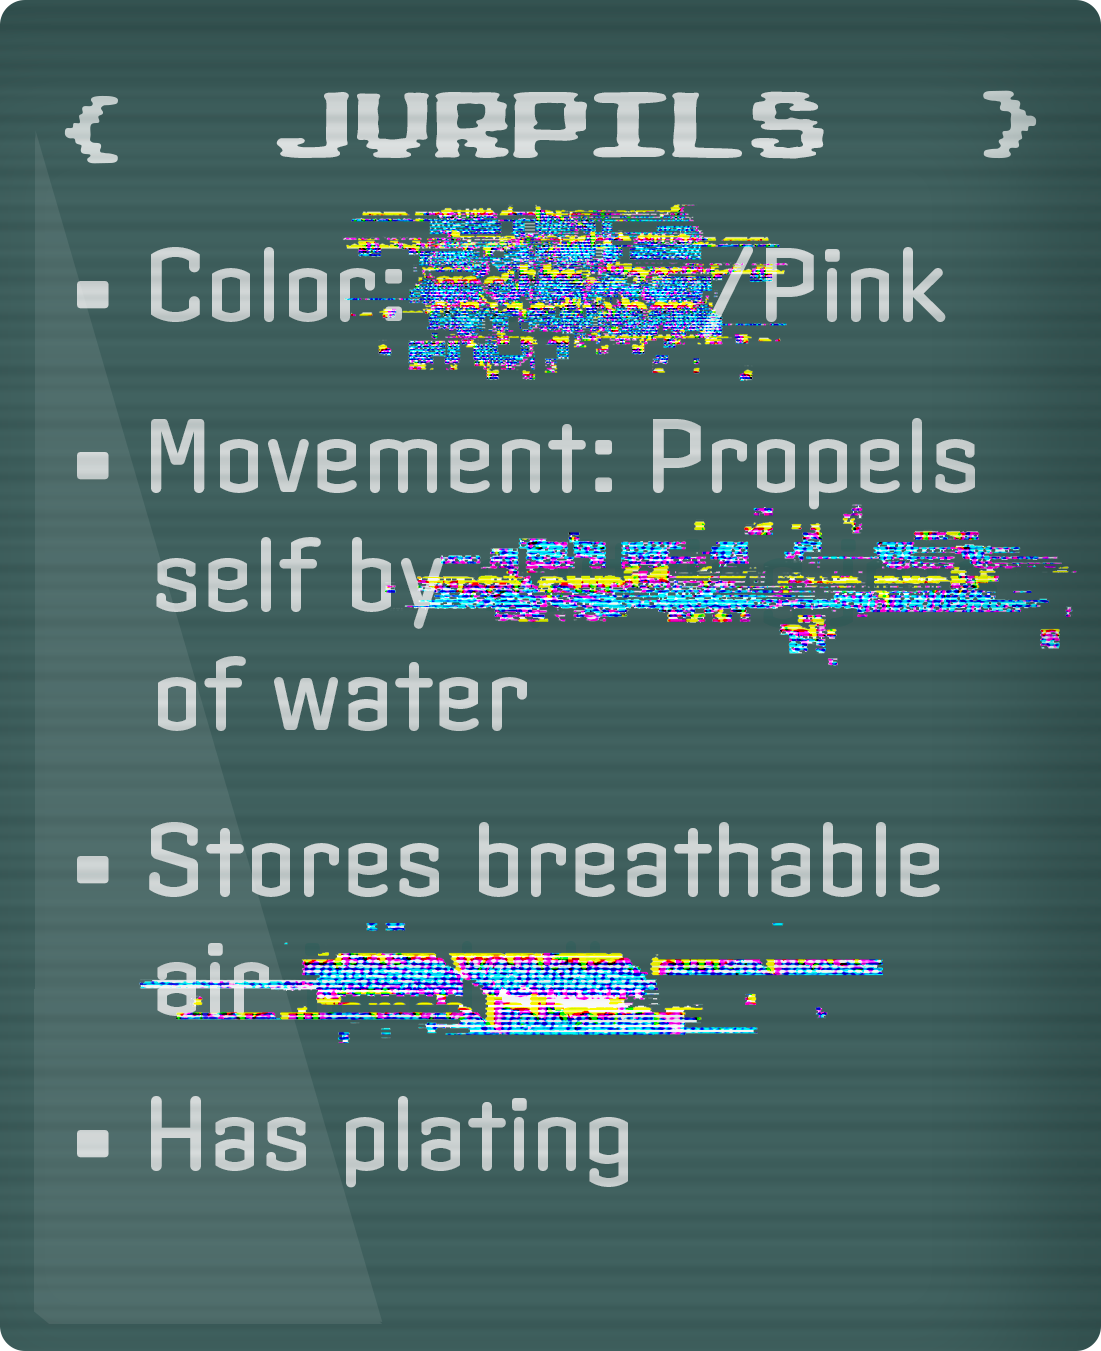 { JURPILS }
▪ Color: /Pink
▪ Movement: Propels
self by
of water
▪ Stores breathable
air
▪ Has plating